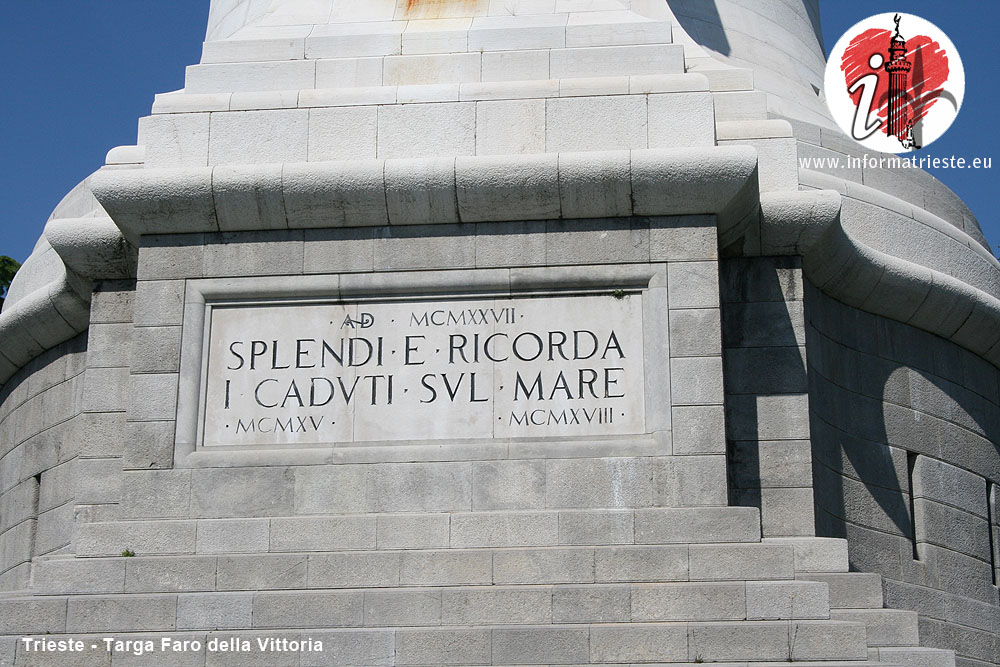 · AD · MCMXXVII ·
SPLENDI · E · RICORDA
I CADVTI · SVL · MARE
· MCMXV · · MCMXVIII ·
www.informatrieste.eu
Trieste - Targa Faro della Vittoria